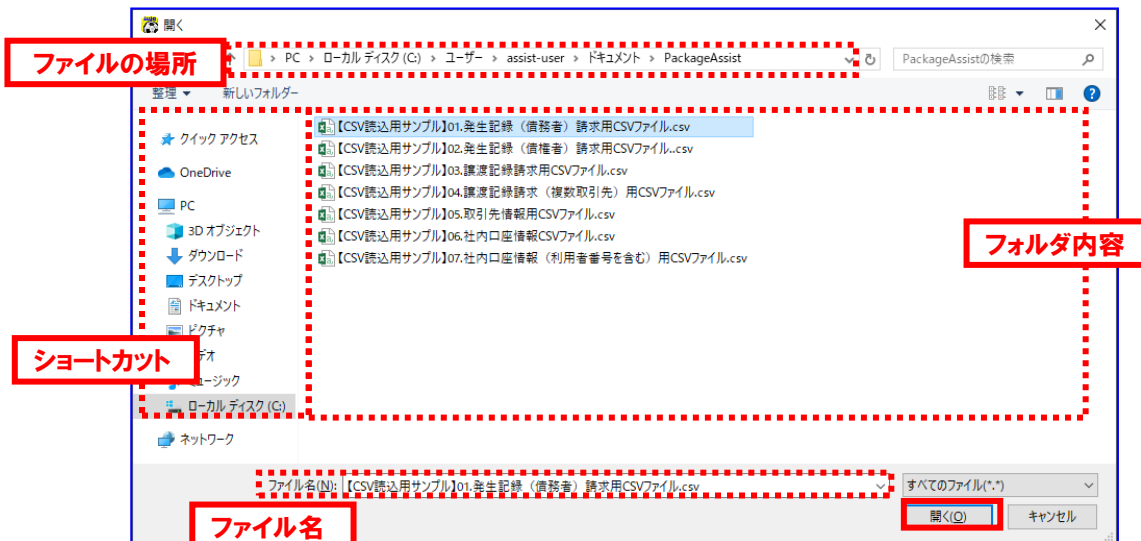 開く
ファイルの場所
> PC > ローカル ディスク (C:) > ユーザー > assist-user > ドキュメント > PackageAssist
PackageAssistの検索
整理 新しいフォルダー
クイック アクセス
OneDrive
PC
3D オブジェクト
ダウンロード
デスクトップ
ドキュメント
ピクチャ
デオ
ショートカット
ュージック
ローカル ディスク (C:)
ネットワーク
【CSV読込用サンプル】01.発生記録（債務者）請求用CSVファイル.csv
【CSV読込用サンプル】02.発生記録（債権者）請求用CSVファイル..csv
【CSV読込用サンプル】03.譲渡記録請求用CSVファイル.csv
【CSV読込用サンプル】04.譲渡記録請求（複数取引先）用CSVファイル.csv
【CSV読込用サンプル】05.取引先情報用CSVファイル.csv
【CSV読込用サンプル】06.社内口座情報CSVファイル.csv
【CSV読込用サンプル】07.社内口座情報（利用者番号を含む）用CSVファイル.csv
フォルダ内容
ファイル名(N): 【CSV読込用サンプル】01.発生記録（債務者）請求用CSVファイル.csv
すべてのファイル(*.*)
ファイル名
開く(O)
キャンセル